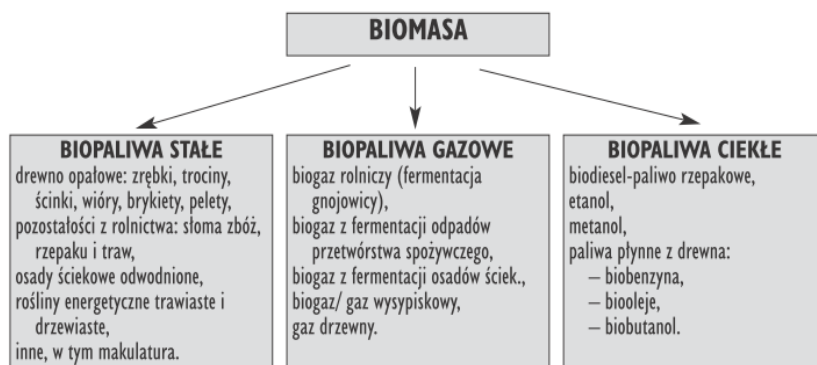 BIOMASA
BIOPALIWA STAŁE
drewno opałowe: zrębki, trociny,
ścinki, wióry, brykiety, pelety,
pozostałości z rolnictwa: słoma zbóż,
rzepaku i traw,
osady ściekowe odwodnione,
rośliny energetyczne trawiaste i
drzewiaste,
inne, w tym makulatura.
BIOPALIWA GAZOWE
biogaz rolniczy (fermentacja
gnojowicy),
biogaz z fermentacji odpadów
przetwórstwa spożywczego,
biogaz z fermentacji osadów ściek.,
biogaz/ gaz wysypiskowy,
gaz drzewny.
BIOPALIWA CIEKŁE
biodiesel-paliwo rzepakowe,
etanol,
metanol,
paliwa płynne z drewna:
– biobenzyna,
– biooleje,
– biobutanol.